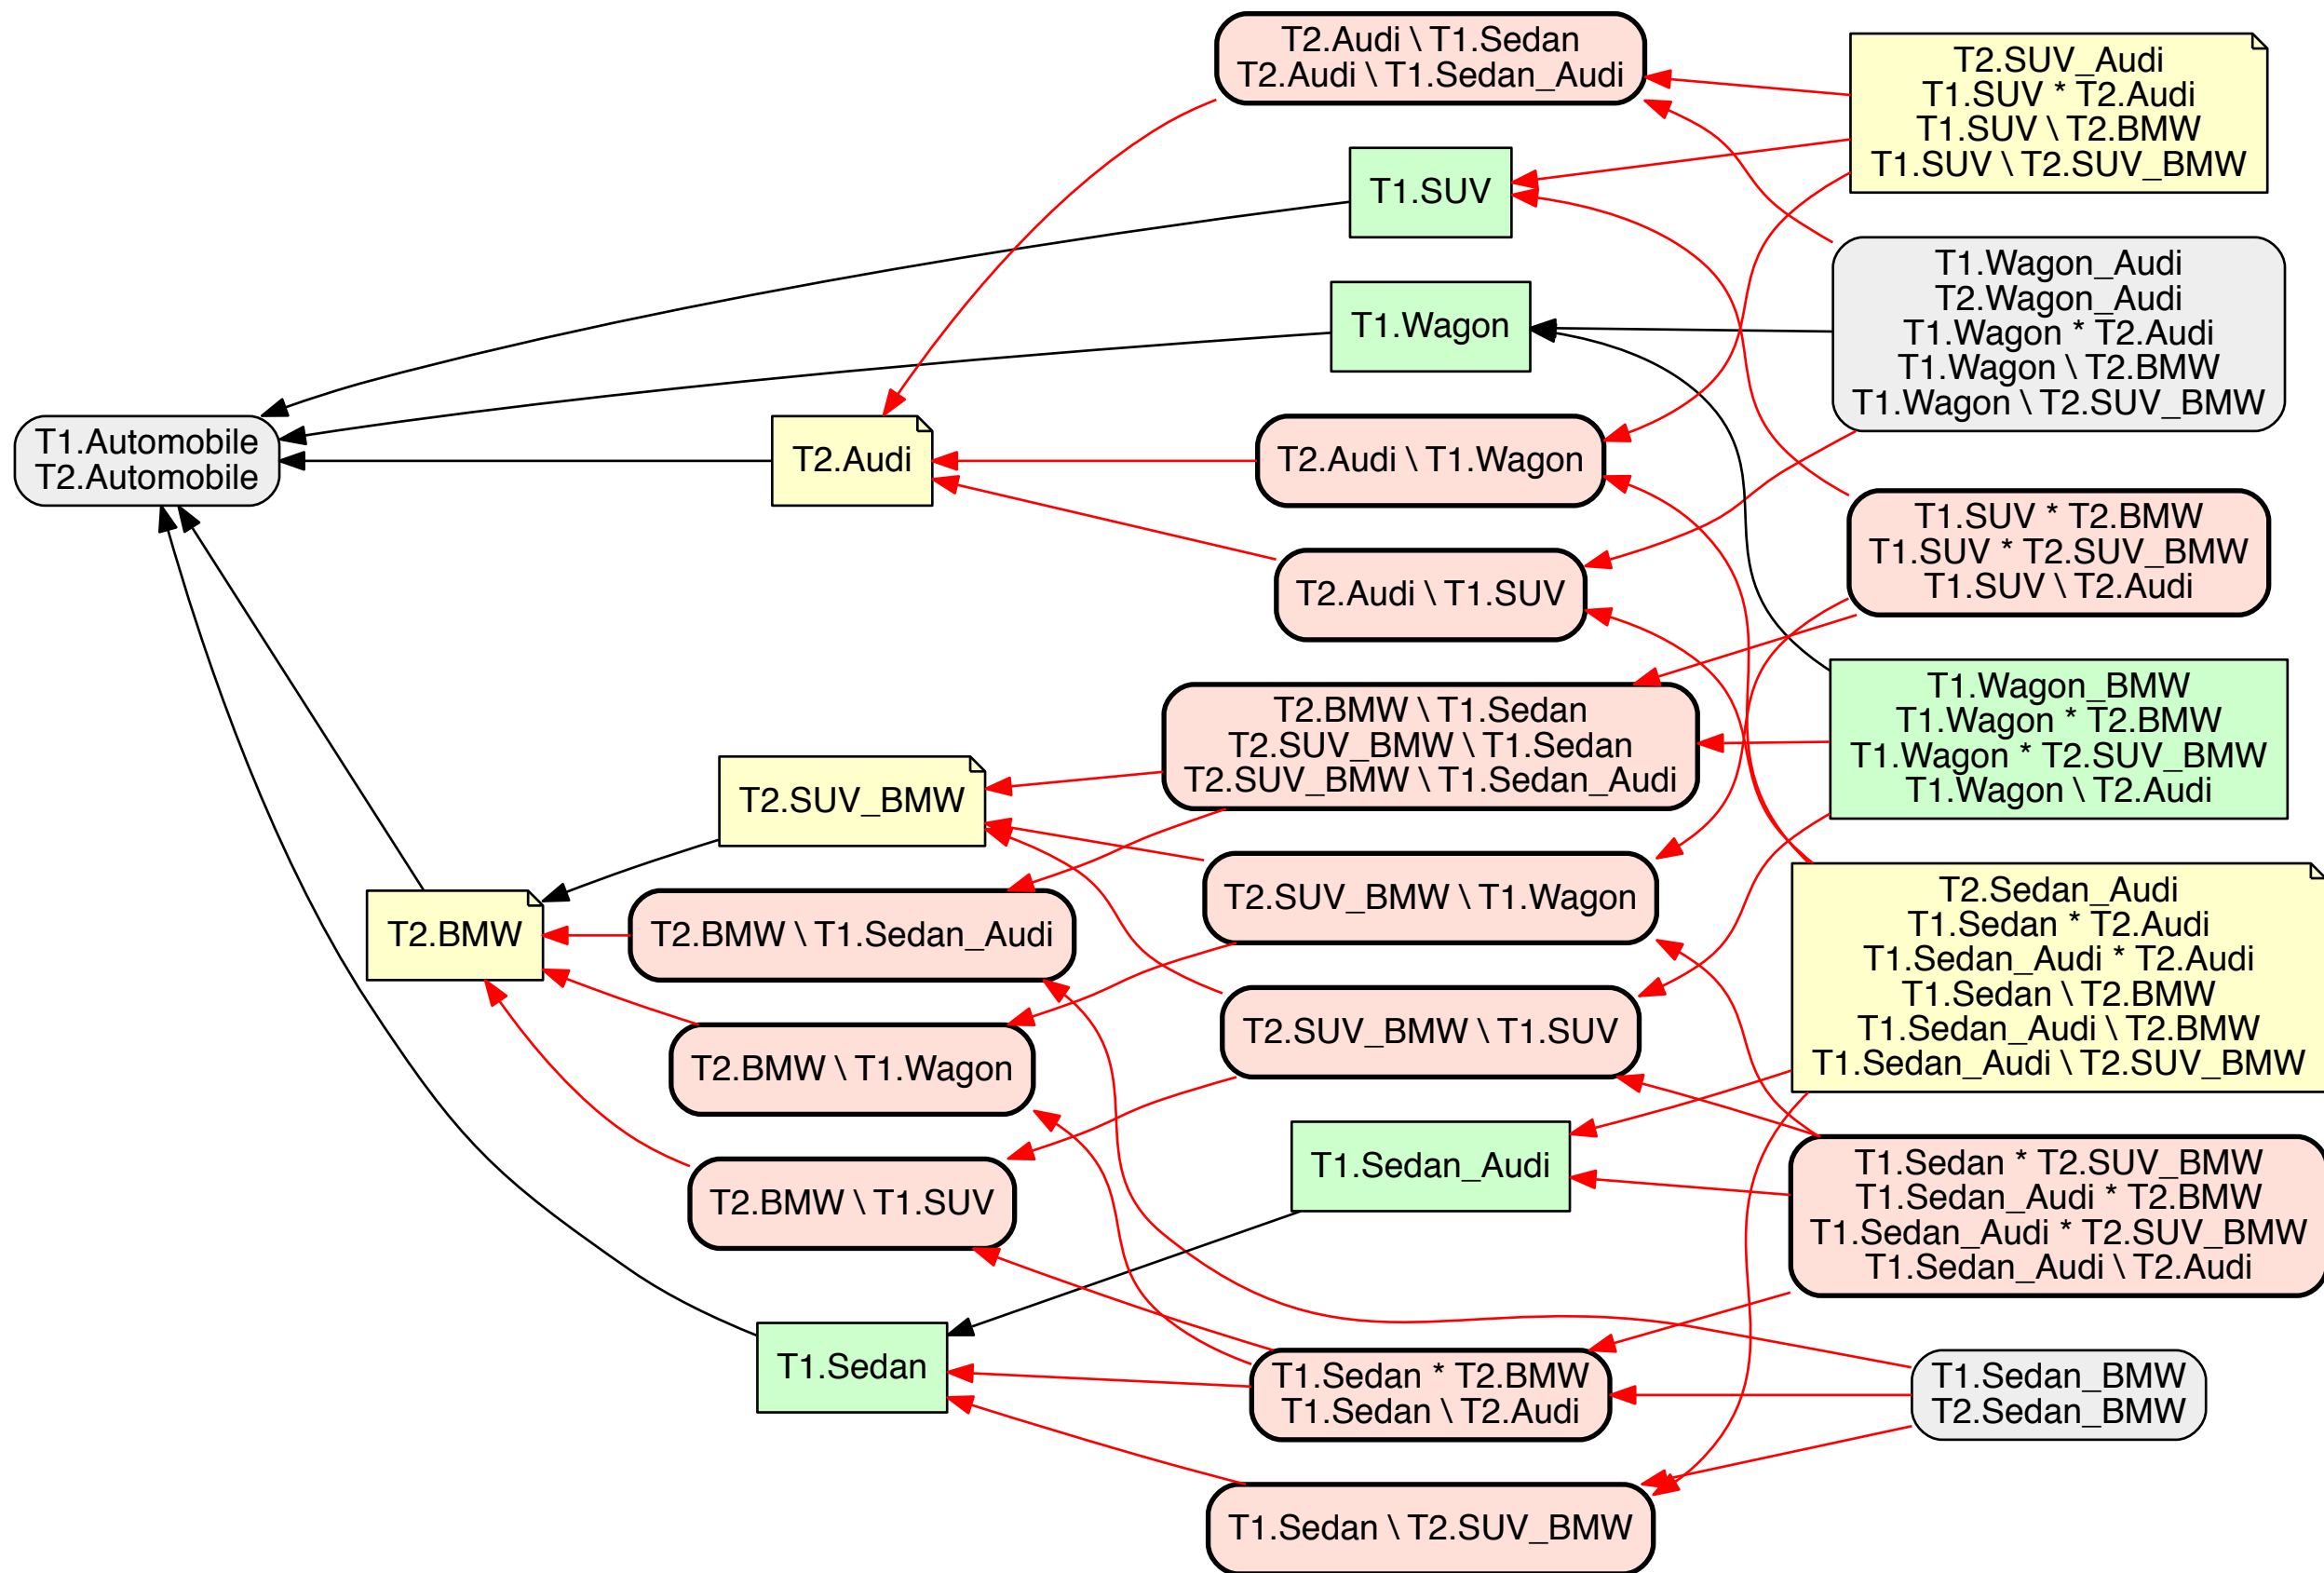 T2.Audi \ T1.Sedan
T2.Audi \ T1.Sedan_Audi
T2.SUV_Audi
T1.SUV * T2.Audi
T1.SUV \ T2.BMW
T1.SUV \ T2.SUV_BMW
T1.SUV
T1.Wagon
T1.Wagon_Audi
T2.Wagon_Audi
T1.Wagon * T2.Audi
T1.Wagon \ T2.BMW
T1.Wagon \ T2.SUV_BMW
T1.Automobile
T2.Automobile
T2.Audi
T2.Audi \ T1.Wagon
T2.Audi \ T1.SUV
T1.SUV * T2.BMW
T1.SUV * T2.SUV_BMW
T1.SUV \ T2.Audi
T2.BMW \ T1.Sedan
T2.SUV_BMW \ T1.Sedan
T2.SUV_BMW \ T1.Sedan_Audi
T1.Wagon_BMW
T1.Wagon * T2.BMW
T1.Wagon * T2.SUV_BMW
T1.Wagon \ T2.Audi
T2.SUV_BMW
T2.SUV_BMW \ T1.Wagon
T2.BMW
T2.BMW \ T1.Sedan_Audi
T2.Sedan_Audi
T1.Sedan * T2.Audi
T1.Sedan_Audi * T2.Audi
T1.Sedan \ T2.BMW
T1.Sedan_Audi \ T2.BMW
T1.Sedan_Audi \ T2.SUV_BMW
T2.SUV_BMW \ T1.SUV
T2.BMW \ T1.Wagon
T1.Sedan_Audi
T2.BMW \ T1.SUV
T1.Sedan * T2.SUV_BMW
T1.Sedan_Audi * T2.BMW
T1.Sedan_Audi * T2.SUV_BMW
T1.Sedan_Audi \ T2.Audi
T1.Sedan
T1.Sedan * T2.BMW
T1.Sedan \ T2.Audi
T1.Sedan_BMW
T2.Sedan_BMW
T1.Sedan \ T2.SUV_BMW